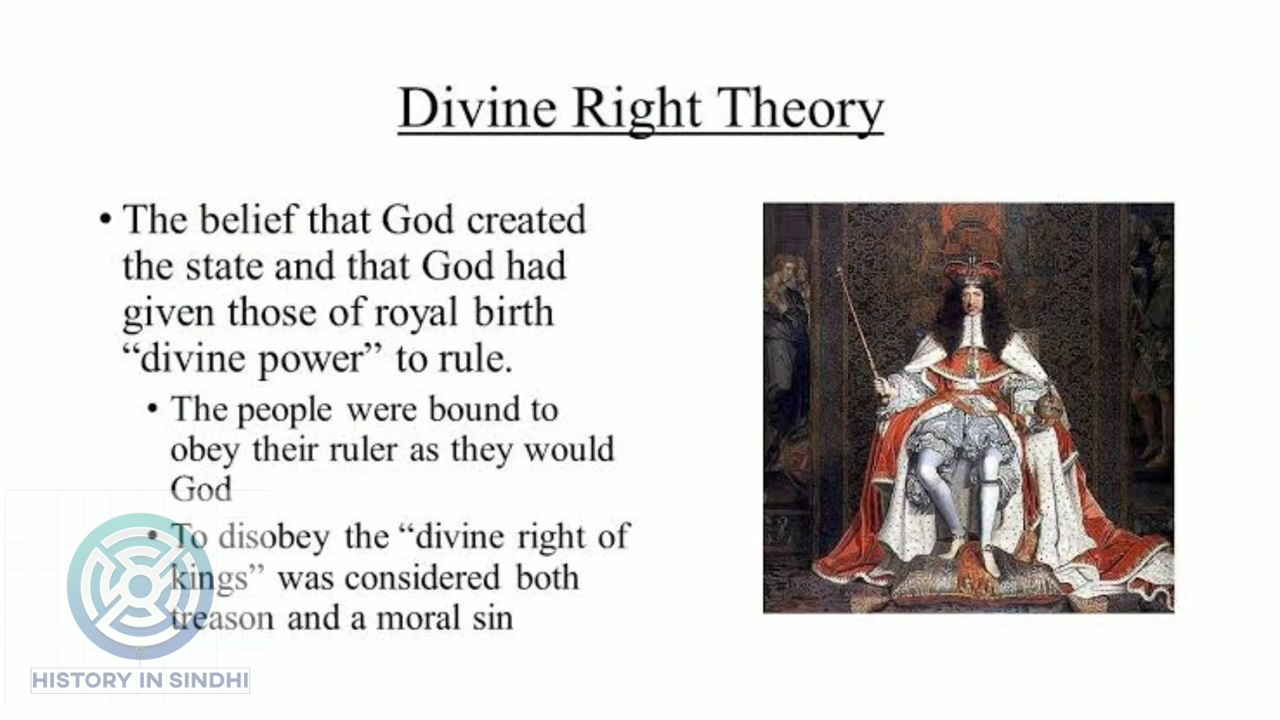 Divine Right Theory
• The belief that God created
the state and that God had
given those of royal birth
“divine power” to rule.
• The people were bound to
obey their ruler as they would
God
• To disobey the “divine right of
kings” was considered both
treason and a moral sin
HISTORY IN SINDHI